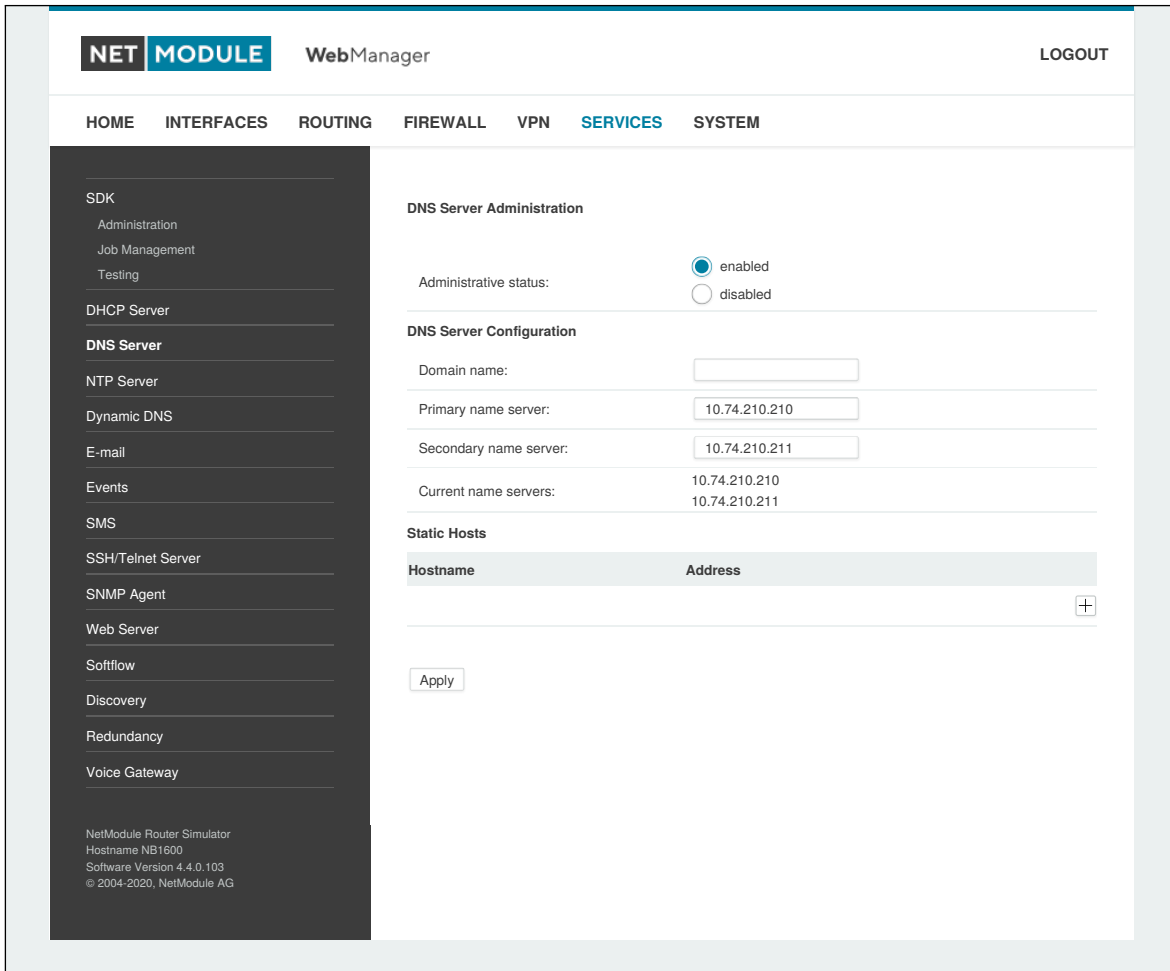 NET MODULE WebManager LOGOUT
HOME INTERFACES ROUTING FIREWALL VPN SERVICES SYSTEM
SDK
Administration
Job Management
Testing
DHCP Server
DNS Server
NTP Server
Dynamic DNS
E-mail
Events
SMS
SSH/Telnet Server
SNMP Agent
Web Server
Softflow
Discovery
Redundancy
Voice Gateway
NetModule Router Simulator
Hostname NB1600
Software Version 4.4.0.103
© 2004-2020, NetModule AG
DNS Server Administration
Administrative status:
enabled
disabled
DNS Server Configuration
Domain name:
Primary name server: 10.74.210.210
Secondary name server: 10.74.210.211
Current name servers:
10.74.210.210
10.74.210.211
Static Hosts
Hostname Address
Apply